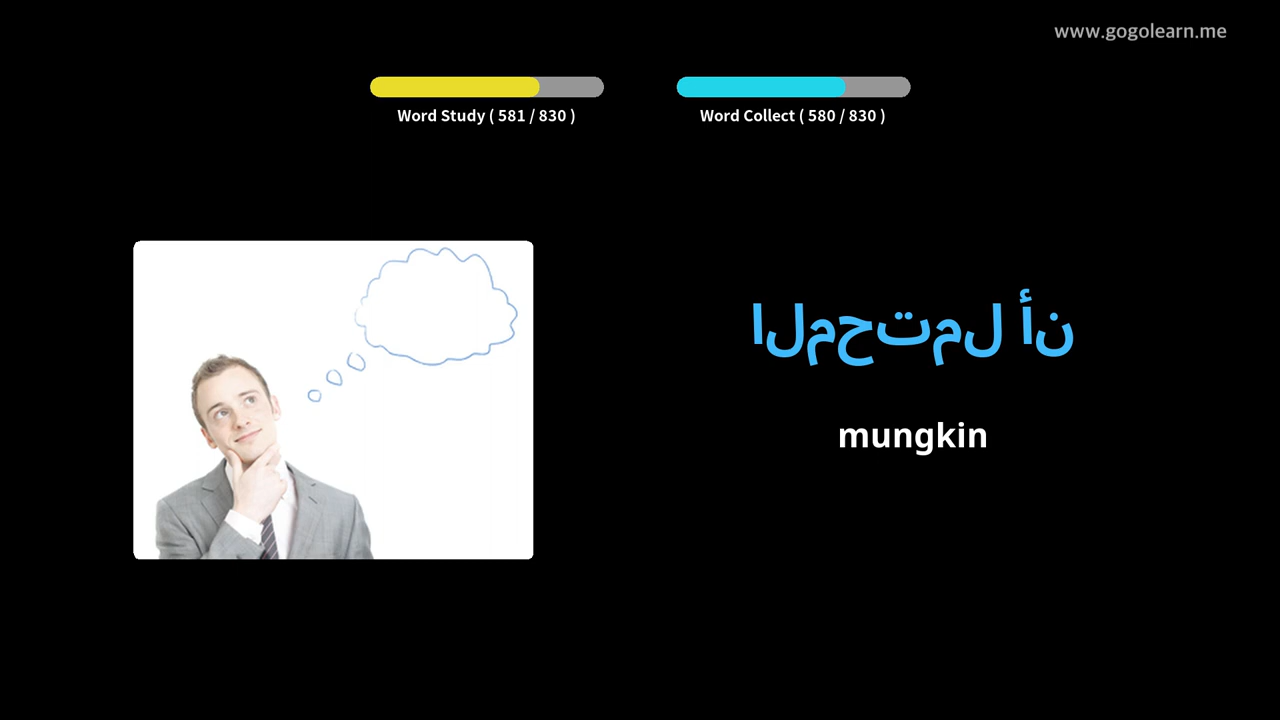 www.gogolearn.me
Word Study ( 581 / 830 )
Word Collect ( 580 / 830 )
المحتمل أن
mungkin